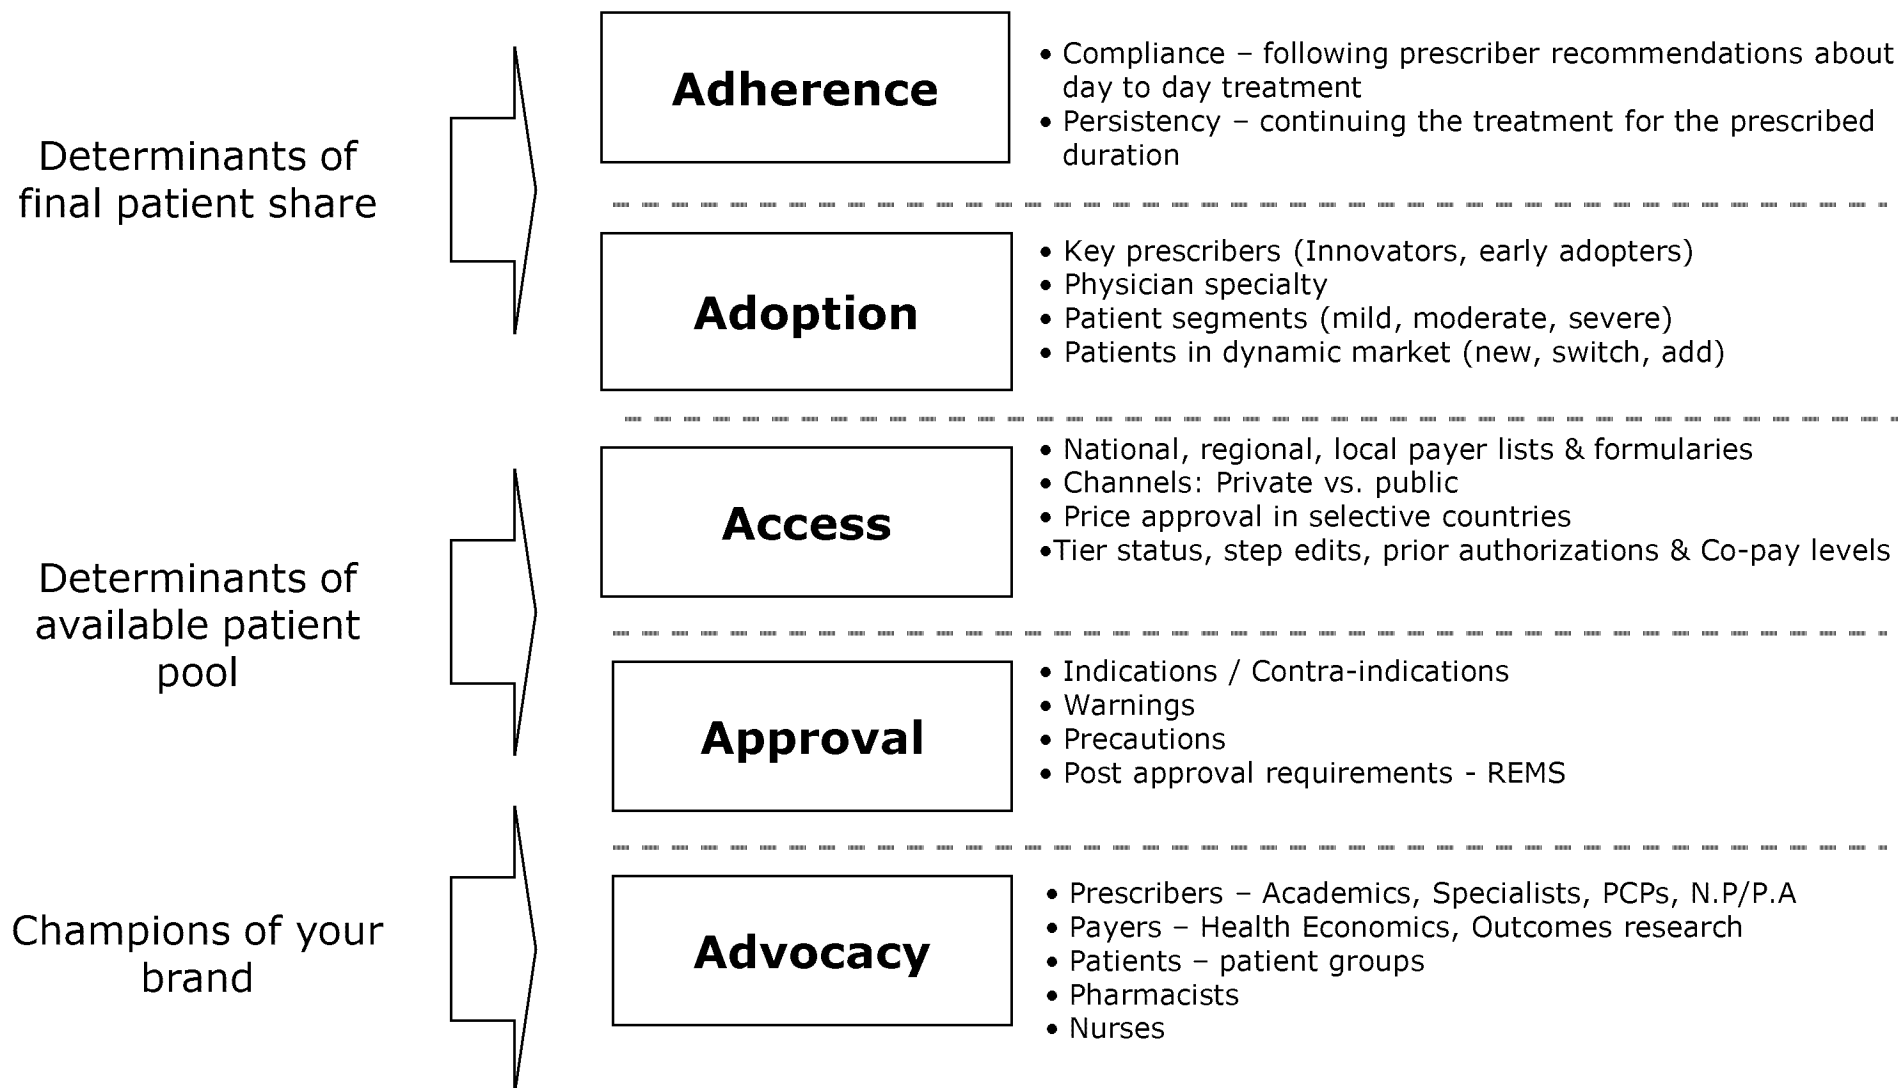 Determinants of
final patient share
Adherence
• Compliance – following prescriber recommendations about
day to day treatment
• Persistency – continuing the treatment for the prescribed
duration
Adoption
• Key prescribers (Innovators, early adopters)
• Physician specialty
• Patient segments (mild, moderate, severe)
• Patients in dynamic market (new, switch, add)
Determinants of
available patient
pool
Access
• National, regional, local payer lists & formularies
• Channels: Private vs. public
• Price approval in selective countries
•Tier status, step edits, prior authorizations & Co-pay levels
Approval
• Indications / Contra-indications
• Warnings
• Precautions
• Post approval requirements - REMS
Champions of your
brand
Advocacy
• Prescribers – Academics, Specialists, PCPs, N.P/P.A
• Payers – Health Economics, Outcomes research
• Patients – patient groups
• Pharmacists
• Nurses